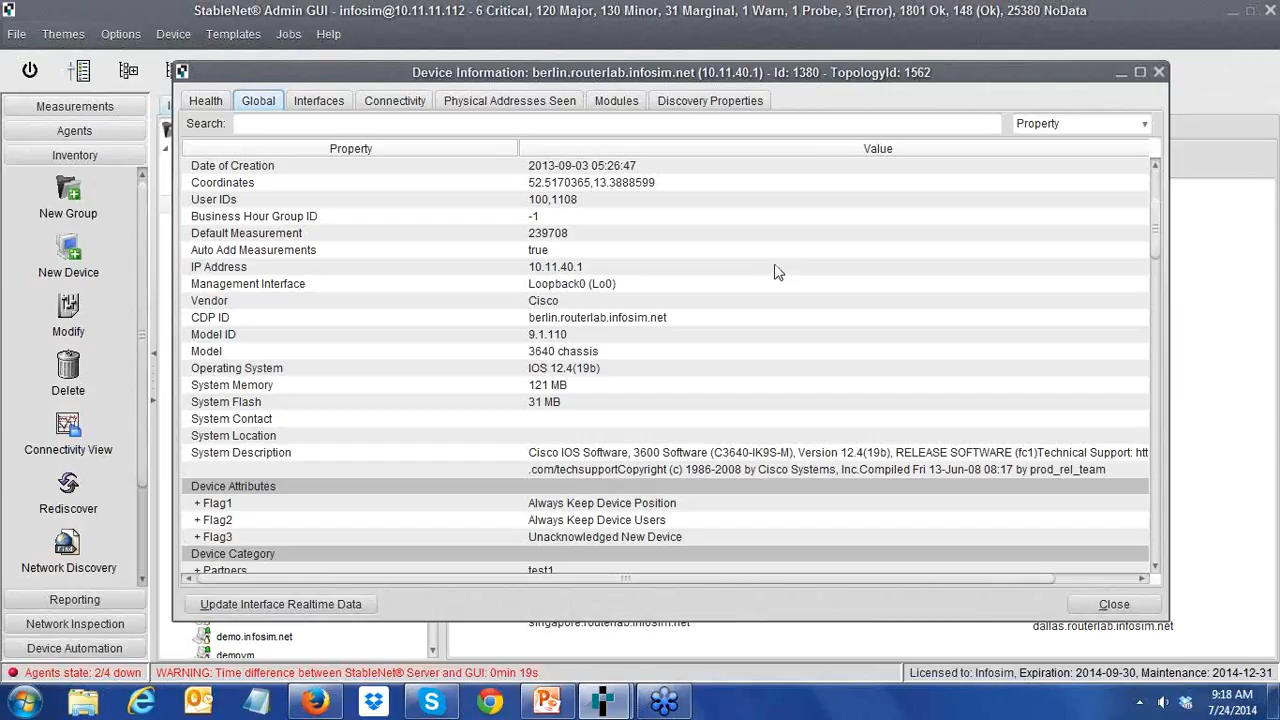 StableNet® Admin GUI - infosim@10.11.11.112 - 6 Critical, 120 Major, 130 Minor, 31 Marginal, 1 Warn, 1 Probe, 3 (Error), 1801 Ok, 148 (Ok), 25380 NoData
File Themes Options Device Templates Jobs Help
Device Information: berlin.routerlab.infosim.net (10.11.40.1) - Id: 1380 - TopologyId: 1562
Measurements
Agents
Inventory
New Group
New Device
Modify
Delete
Connectivity View
Rediscover
Network Discovery
Reporting
Network Inspection
Device Automation
Health Global Interfaces Connectivity Physical Addresses Seen Modules Discovery Properties
Search: Property
Property Value
Date of Creation 2013-09-03 05:26:47
Coordinates 52.5170365,13.3888599
User IDs 100,1108
Business Hour Group ID -1
Default Measurement 239708
Auto Add Measurements true
IP Address 10.11.40.1
Management Interface Loopback0 (Lo0)
Vendor Cisco
CDP ID berlin.routerlab.infosim.net
Model ID 9.1.110
Model 3640 chassis
Operating System IOS 12.4(19b)
System Memory 121 MB
System Flash 31 MB
System Contact
System Location
System Description Cisco IOS Software, 3600 Software (C3640-IK9S-M), Version 12.4(19b), RELEASE SOFTWARE (fc1)Technical Support: htt
.com/techsupportCopyright (c) 1986-2008 by Cisco Systems, Inc.Compiled Fri 13-Jun-08 08:17 by prod_rel_team
Device Attributes
+ Flag1 Always Keep Device Position
+ Flag2 Always Keep Device Users
+ Flag3 Unacknowledged New Device
Device Category
+ Partners test1
Update Interface Realtime Data Close
singapore.routerlab.infosim.net
dallas.routerlab.infosim.net
demo.infosim.net
demovm
Agents state: 2/4 down WARNING: Time difference between StableNet® Server and GUI: 0min 19s Licensed to: Infosim, Expiration: 2014-09-30, Maintenance: 2014-12-31
9:18 AM
7/24/2014